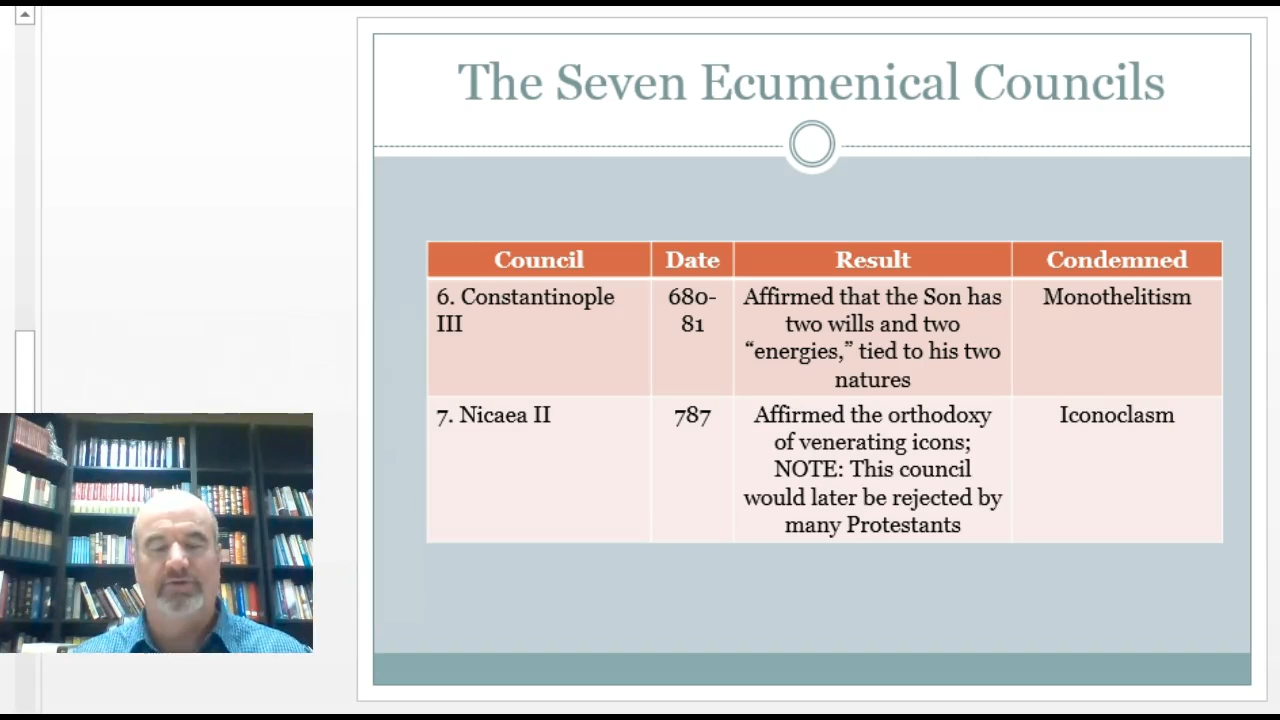 The Seven Ecumenical Councils
Council Date Result Condemned
6. Constantinople
III
680-
81
Affirmed that the Son has
two wills and two
“energies,” tied to his two
natures
Monothelitism
7. Nicaea II
787
Affirmed the orthodoxy
of venerating icons;
NOTE: This council
would later be rejected by
many Protestants
Iconoclasm